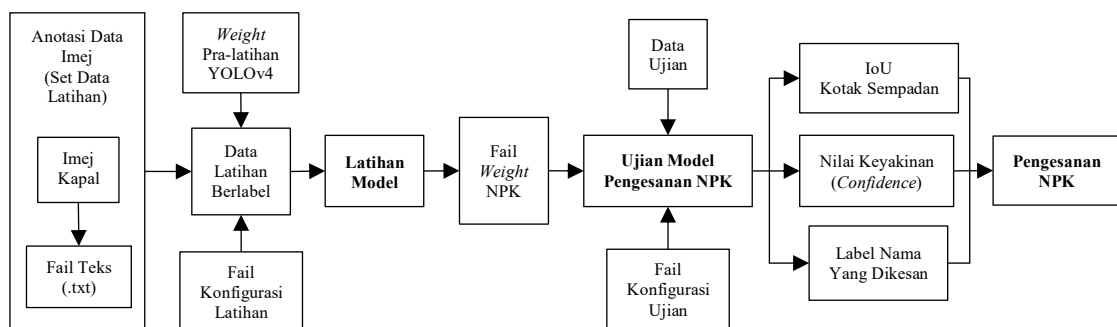 Anotasi Data
Imej
(Set Data
Latihan)
Imej
Kapal
Fail Teks
(.txt)
Weight
Pra-latihan
YOLOv4
Data
Latihan
Berlabel
Fail
Konfigurasi
Latihan
Latihan
Model
Fail
Weight
NPK
Data
Ujian
Ujian Model
Pengesanan NPK
Fail
Konfigurasi
Ujian
IoU
Kotak Sempadan
Nilai Keyakinan
(Confidence)
Label Nama
Yang Dikesan
Pengesanan
NPK